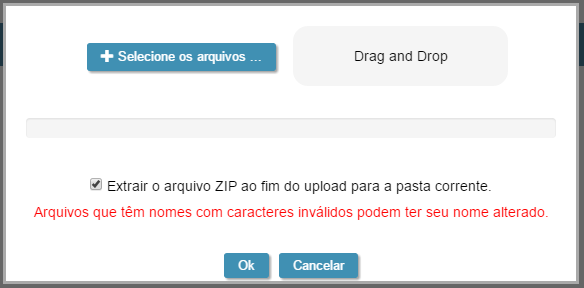 Selecione os arquivos ...
Drag and Drop
Extrair o arquivo ZIP ao fim do upload para a pasta corrente.
Arquivos que têm nomes com caracteres inválidos podem ter seu nome alterado.
Ok
Cancelar